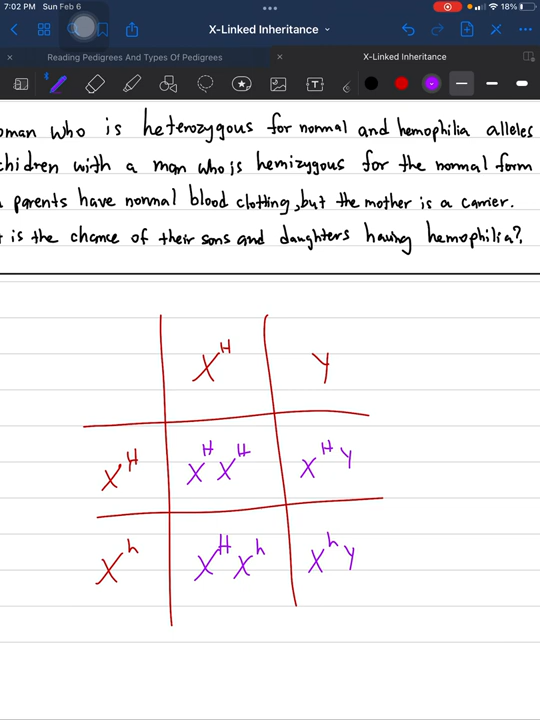 7:02 PM Sun Feb 6
18%
X-Linked Inheritance
Reading Pedigrees And Types Of Pedigrees
X-Linked Inheritance
oman who is heterozygous for normal and hemophilia alleles
children with a man who is hemizygous for the normal form
parents have normal blood clotting, but the mother is a carrier.
is the chance of their sons and daughters having hemophilia?
X^H Y
X^H X^H X^H X^H Y
X^h X^H X^h X^h Y